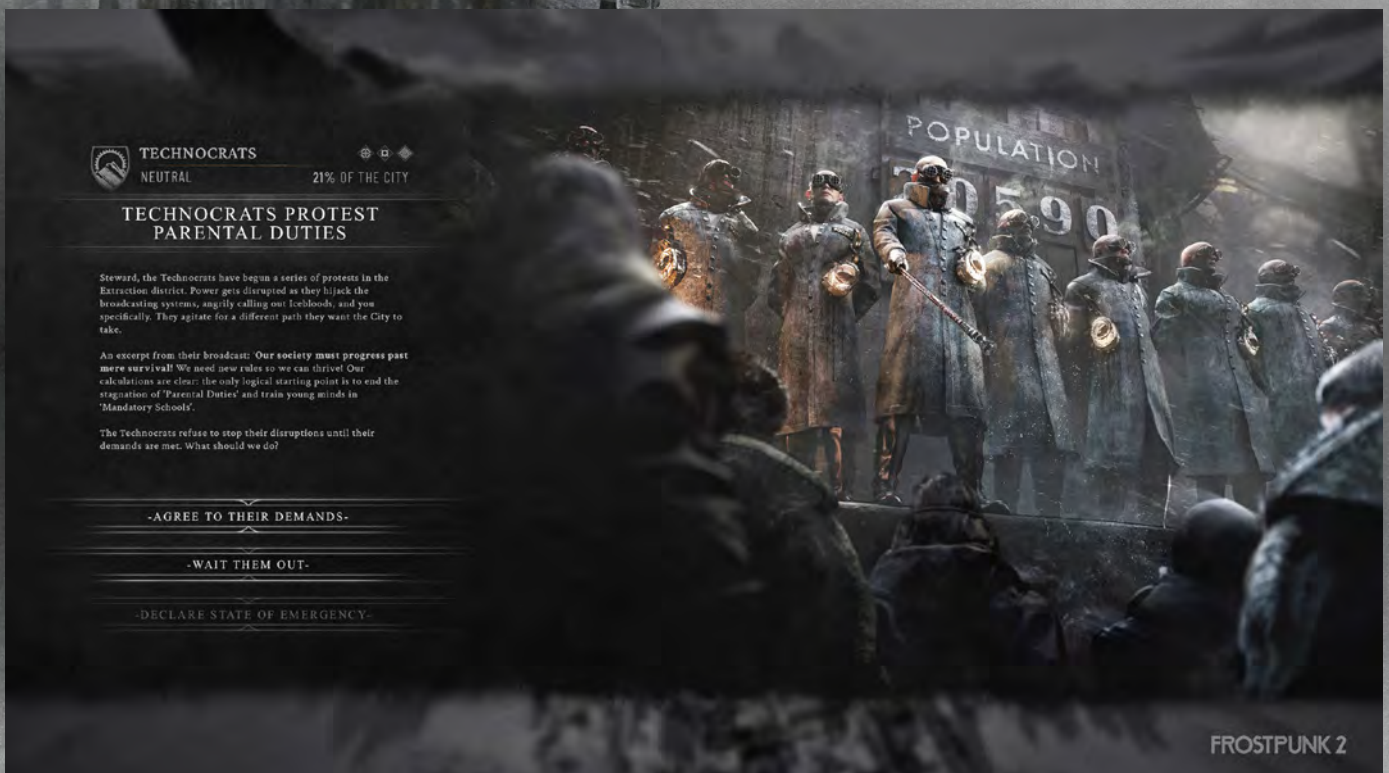 TECHNOCRATS
NEUTRAL
21% OF THE CITY
TECHNOCRATS PROTEST
PARENTAL DUTIES
Steward, the Technocrats have begun a series of protests in the
Extraction district. Power gets disrupted as they hijack the
broadcasting systems, angrily calling out Icebloods, and you
specifically. They agitate for a different path they want the City to
take.
An excerpt from their broadcast: 'Our society must progress past
mere survival! We need new rules so we can thrive! Our
calculations are clear: the only logical starting point is to end the
stagnation of 'Parental Duties' and train young minds in
'Mandatory Schools'.
The Technocrats refuse to stop their disruptions until their
demands are met. What should we do?
-AGREE TO THEIR DEMANDS-
-WAIT THEM OUT-
-DECLARE STATE OF EMERGENCY-
POPULATION
FROSTPUNK 2